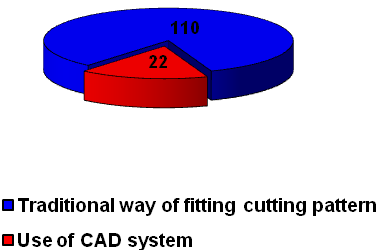 110
22
Traditional way of fitting cutting pattern
Use of CAD system